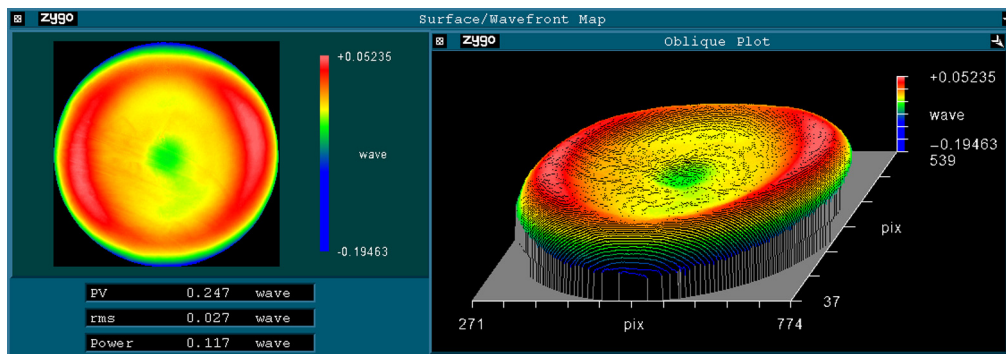 zygo Surface/Wavefront Map
+0.05235
wave
-0.19463
PV 0.247 wave
rms 0.027 wave
Power 0.117 wave
zygo Oblique Plot
+0.05235
wave
-0.19463
539
pix
37
271 pix 774